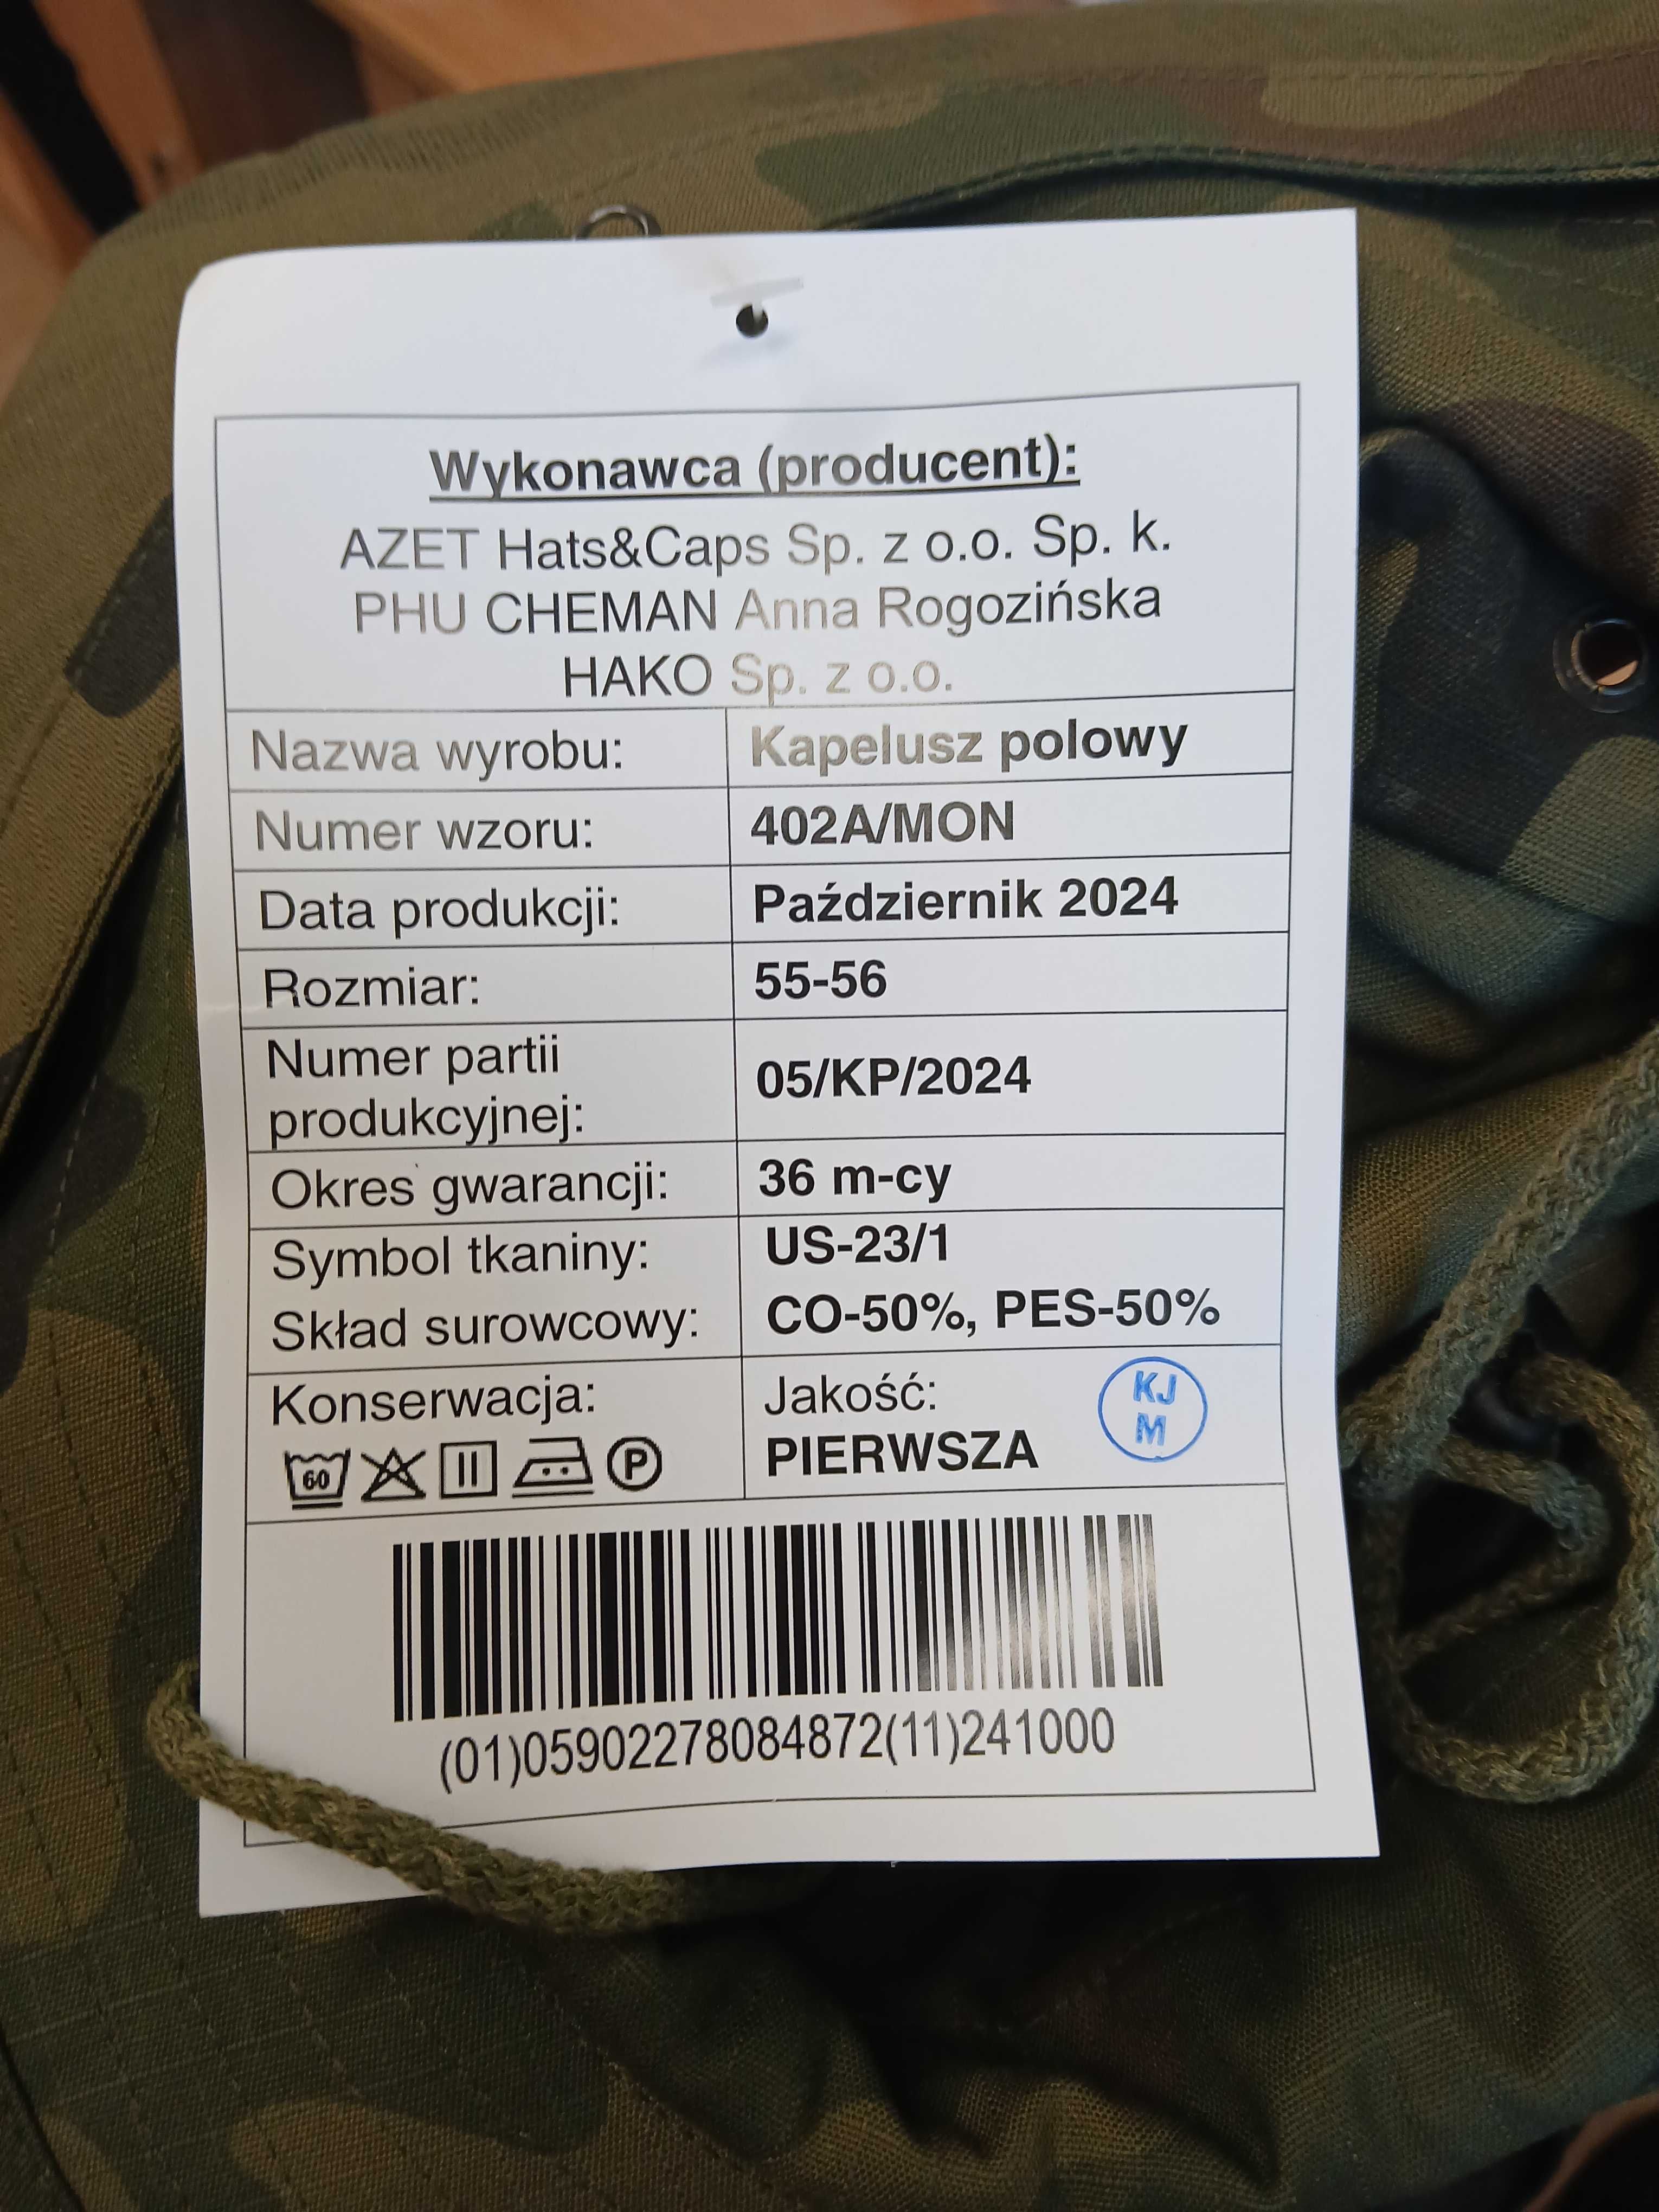 Wykonawca (producent):
AZET Hats&Caps Sp. z o.o. Sp. k.
PHU CHEMAN Anna Rogozińska
HAKO Sp. z o.o.
Nazwa wyrobu: Kapelusz polowy
Numer wzoru: 402A/MON
Data produkcji: Październik 2024
Rozmiar: 55-56
Numer partii
produkcyjnej: 05/KP/2024
Okres gwarancji: 36 m-cy
Symbol tkaniny: US-23/1
Skład surowcowy: CO-50%, PES-50%
Konserwacja:
60
P
Jakość:
PIERWSZA
KJ
M
(01)05902278084872(11)241000